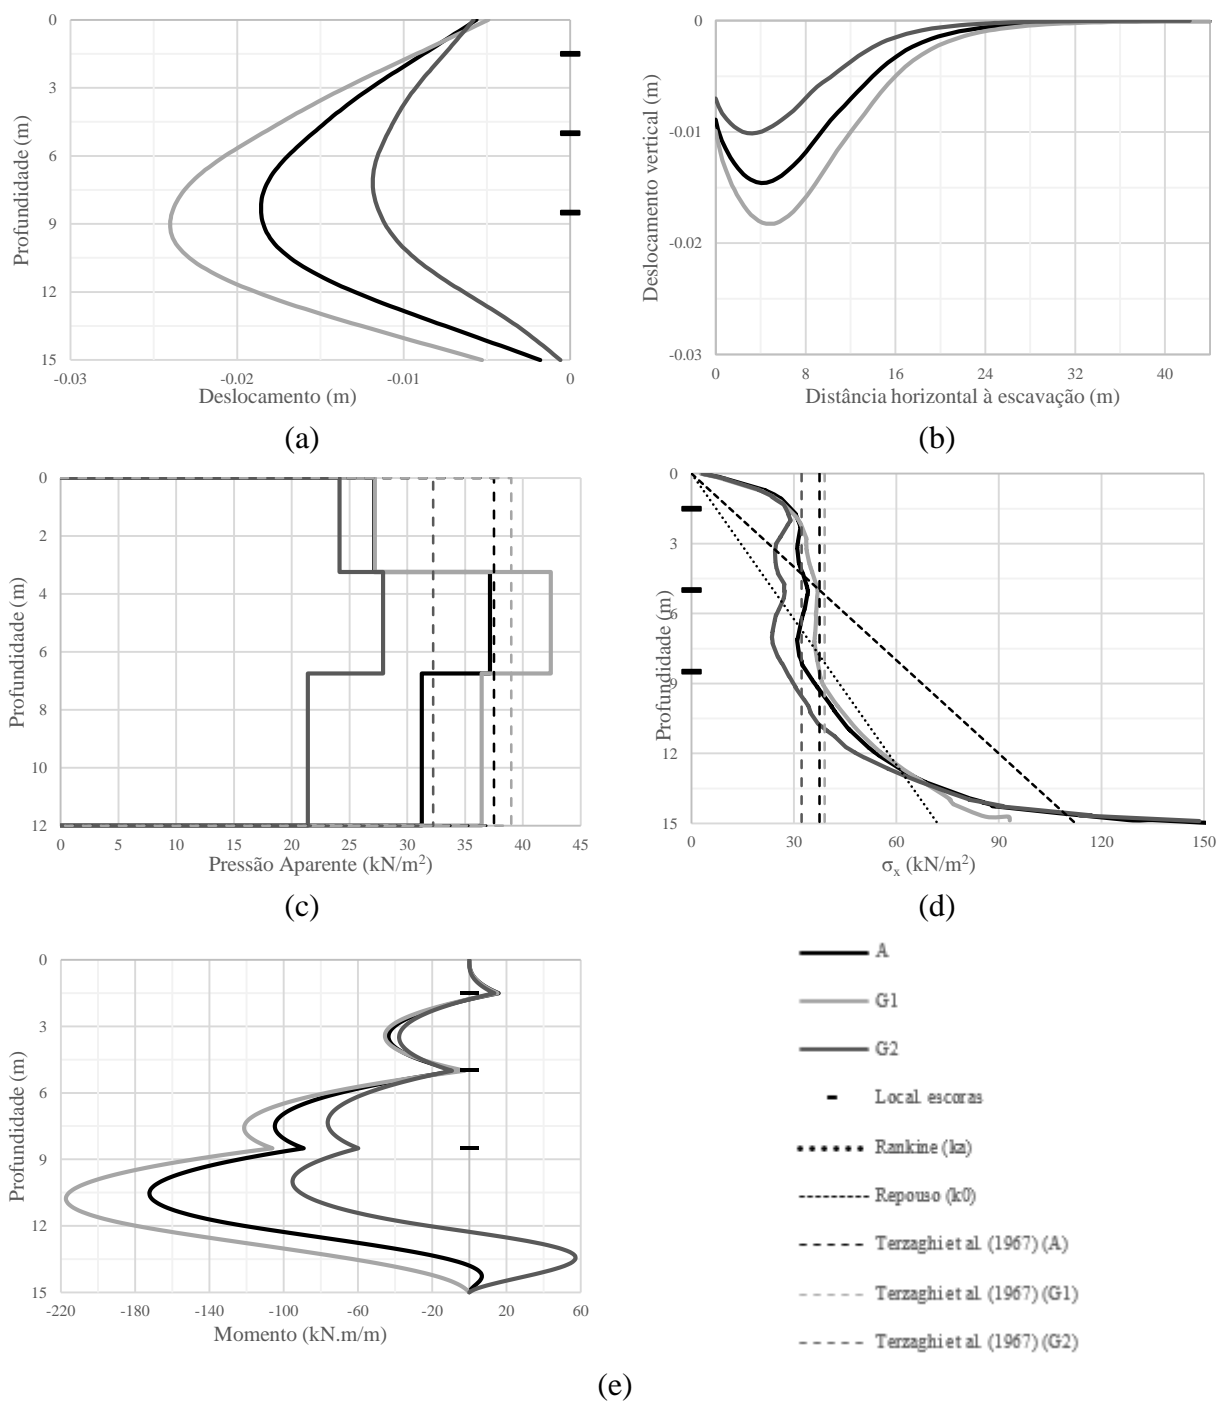 0
3
6
9
12
15
Profundidade (m)
-0.03
-0.02
-0.01
0
Deslocamento (m)
(a)
0
-0.01
-0.02
-0.03
Deslocamento vertical (m)
0
8
16
24
32
40
Distância horizontal à escavação (m)
(b)
0
2
4
6
8
10
12
Profundidade (m)
0
5
10
15
20
25
30
35
40
45
Pressão Aparente (kN/m²)
(c)
0
3
6
9
12
15
Profundidade (m)
0
30
60
90
120
150
σx (kN/m²)
(d)
0
3
6
9
12
15
Profundidade (m)
-220
-180
-140
-100
-60
-20
20
60
Momento (kN.m/m)
A
G1
G2
Local escoras
Rankine (ka)
Repouso (k0)
Terzaghi et al. (1967) (A)
Terzaghi et al. (1967) (G1)
Terzaghi et al. (1967) (G2)
(e)